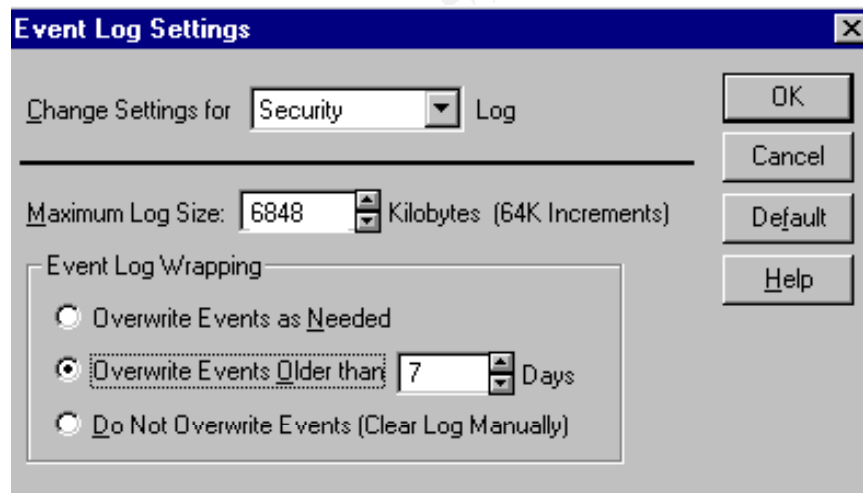 Event Log Settings
Change Settings for Security Log
OK
Cancel
Maximum Log Size: 6848 Kilobytes (64K Increments)
Default
Event Log Wrapping
Help
Overwrite Events as Needed
Overwrite Events Older than 7 Days
Do Not Overwrite Events (Clear Log Manually)